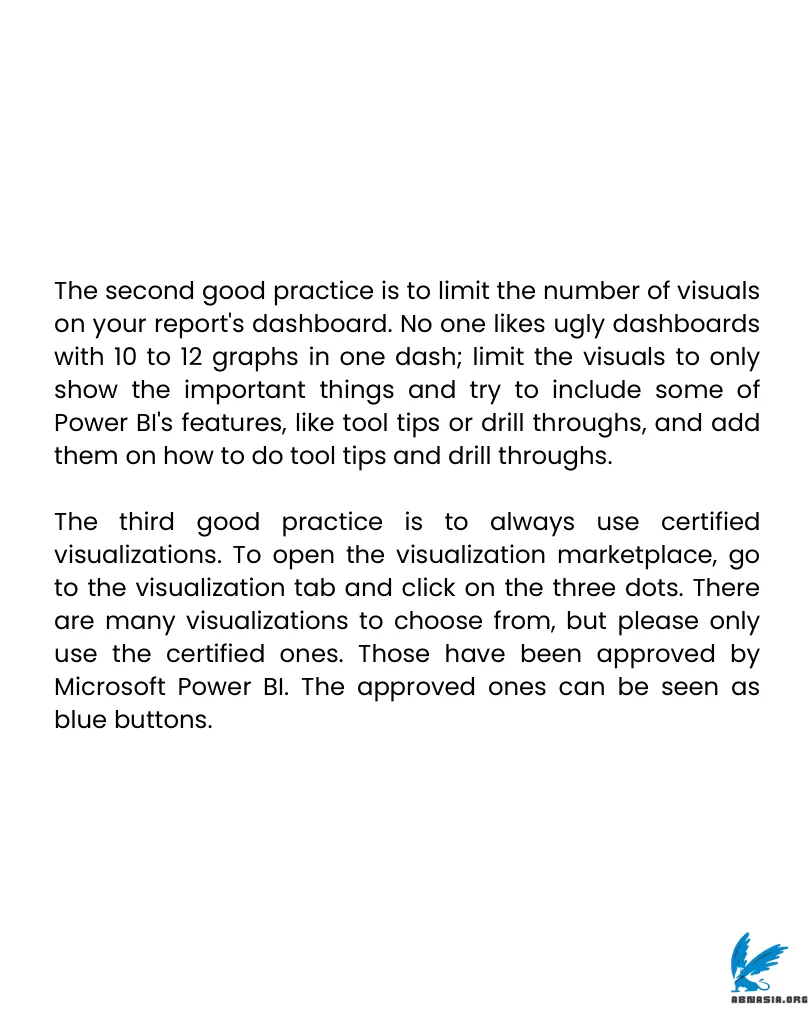 The second good practice is to limit the number of visuals
on your report's dashboard. No one likes ugly dashboards
with 10 to 12 graphs in one dash; limit the visuals to only
show the important things and try to include some of
Power BI's features, like tool tips or drill throughs, and add
them on how to do tool tips and drill throughs.
The third good practice is to always use certified
visualizations. To open the visualization marketplace, go
to the visualization tab and click on the three dots. There
are many visualizations to choose from, but please only
use the certified ones. Those have been approved by
Microsoft Power BI. The approved ones can be seen as
blue buttons.
ABNASIA.ORG